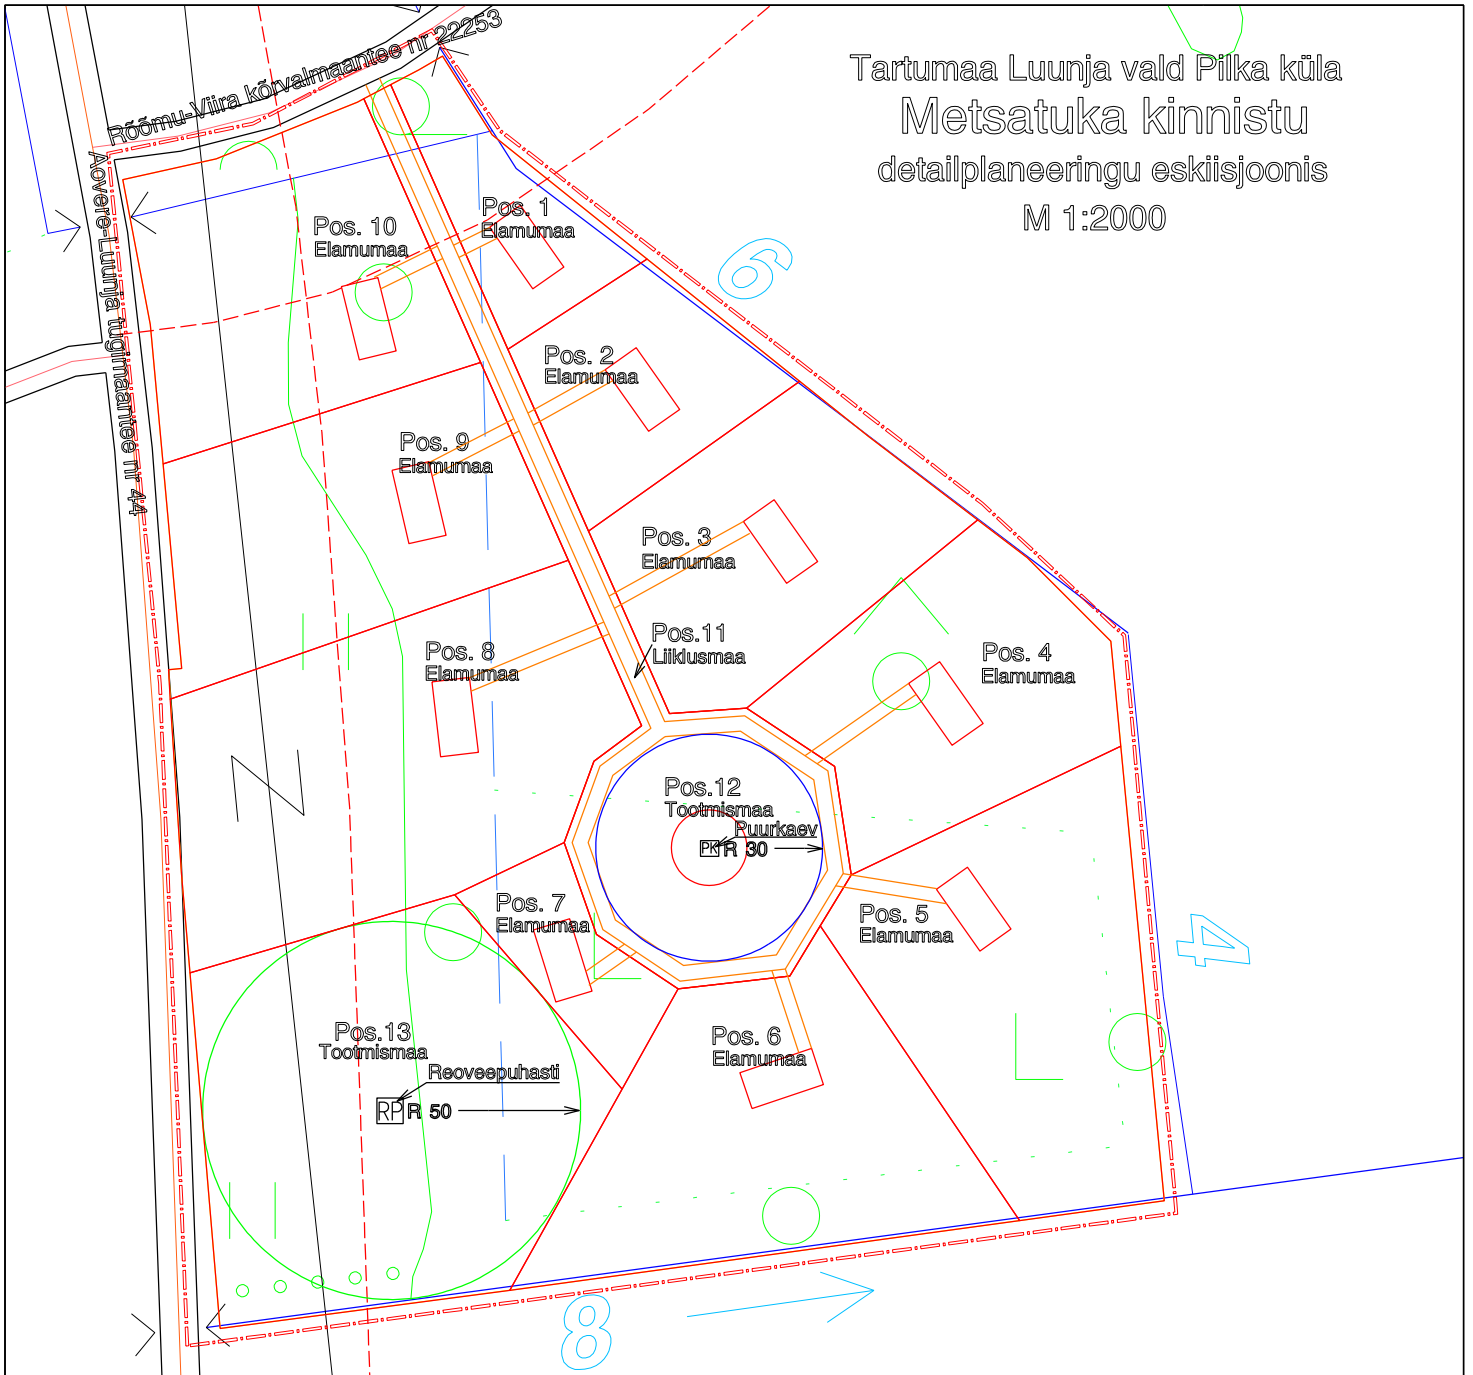 Tartumaa Luunja vald Pilka küla
Metsatuka kinnistu
detailplaneeringu eskiisjoonis
M 1:2000
Rõõmu-Viira kõrvalmaantee nr 22253
Aovere-Luunja tugimaantee nr 44
Pos. 1
Elamumaa
Pos. 10
Elamumaa
6
Pos. 2
Elamumaa
Pos. 9
Elamumaa
Pos. 3
Elamumaa
Pos.11
Liiklusmaa
Pos. 8
Elamumaa
Pos. 4
Elamumaa
Pos.12
Tootmismaa
Puurkaev
PK R 30
Pos. 7
Elamumaa
Pos. 5
Elamumaa
4
Pos.13
Tootmismaa
Reoveepuhasti
RP R 50
Pos. 6
Elamumaa
8